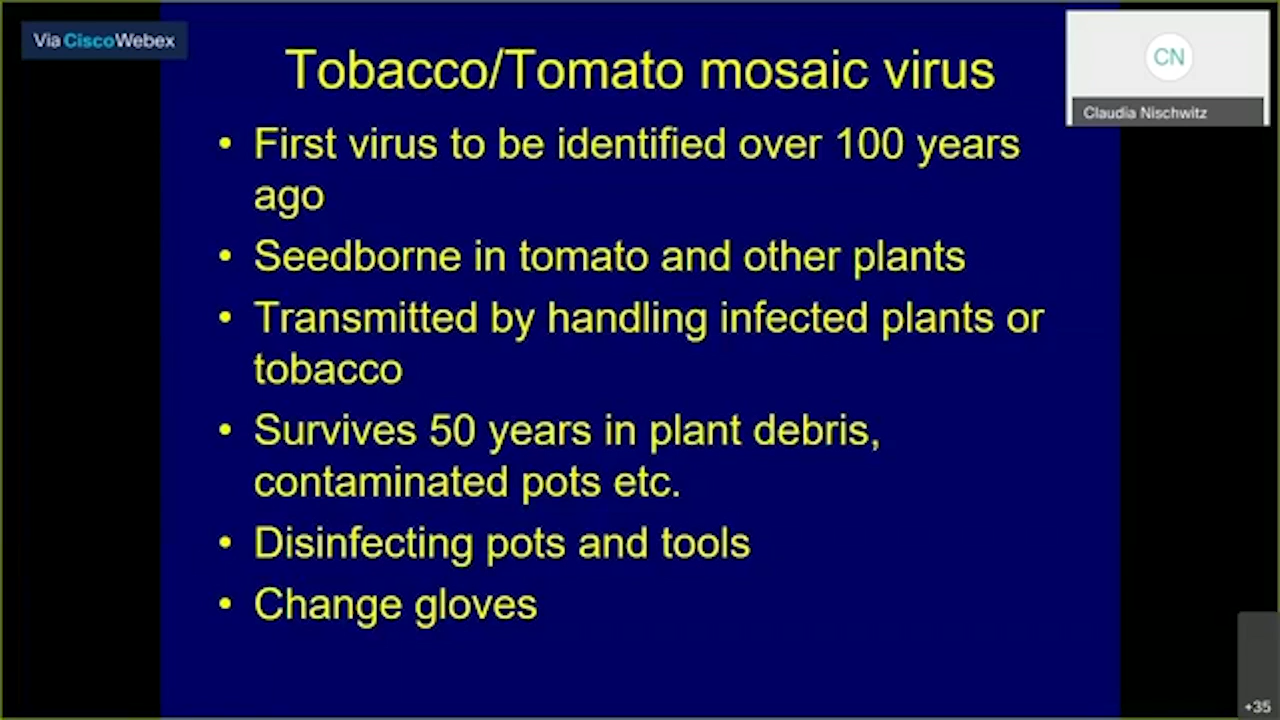 Via CiscoWebex
Tobacco/Tomato mosaic virus
CN
Claudia Nischwitz
• First virus to be identified over 100 years
ago
• Seedborne in tomato and other plants
• Transmitted by handling infected plants or
tobacco
• Survives 50 years in plant debris,
contaminated pots etc.
• Disinfecting pots and tools
• Change gloves
+35